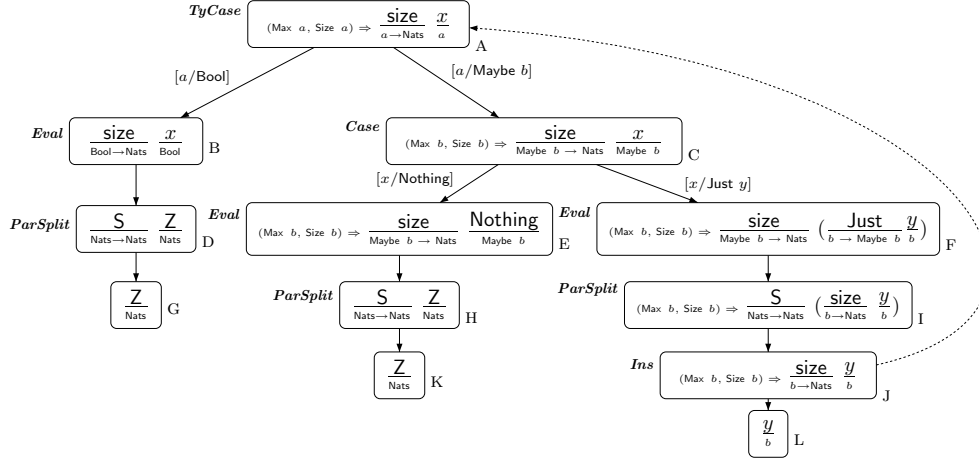 TyCase
(Max a, Size a) ⇒ size x
a→Nats a
A
[a/Bool] [a/Maybe b]
Eval
size x
Bool→Nats Bool
B
Case
(Max b, Size b) ⇒ size x
Maybe b → Nats Maybe b
C
[x/Nothing] [x/Just y]
ParSplit
S Z
Nats→Nats Nats
D
Eval
(Max b, Size b) ⇒ size Nothing
Maybe b → Nats Maybe b
E
Eval
(Max b, Size b) ⇒ size (Just y)
Maybe b → Nats b → Maybe b b
F
Z
Nats
G
ParSplit
S Z
Nats→Nats Nats
H
ParSplit
(Max b, Size b) ⇒ S (size y)
Nats→Nats b→Nats b
I
Z
Nats
K
Ins
(Max b, Size b) ⇒ size y
b→Nats b
J
y
b
L